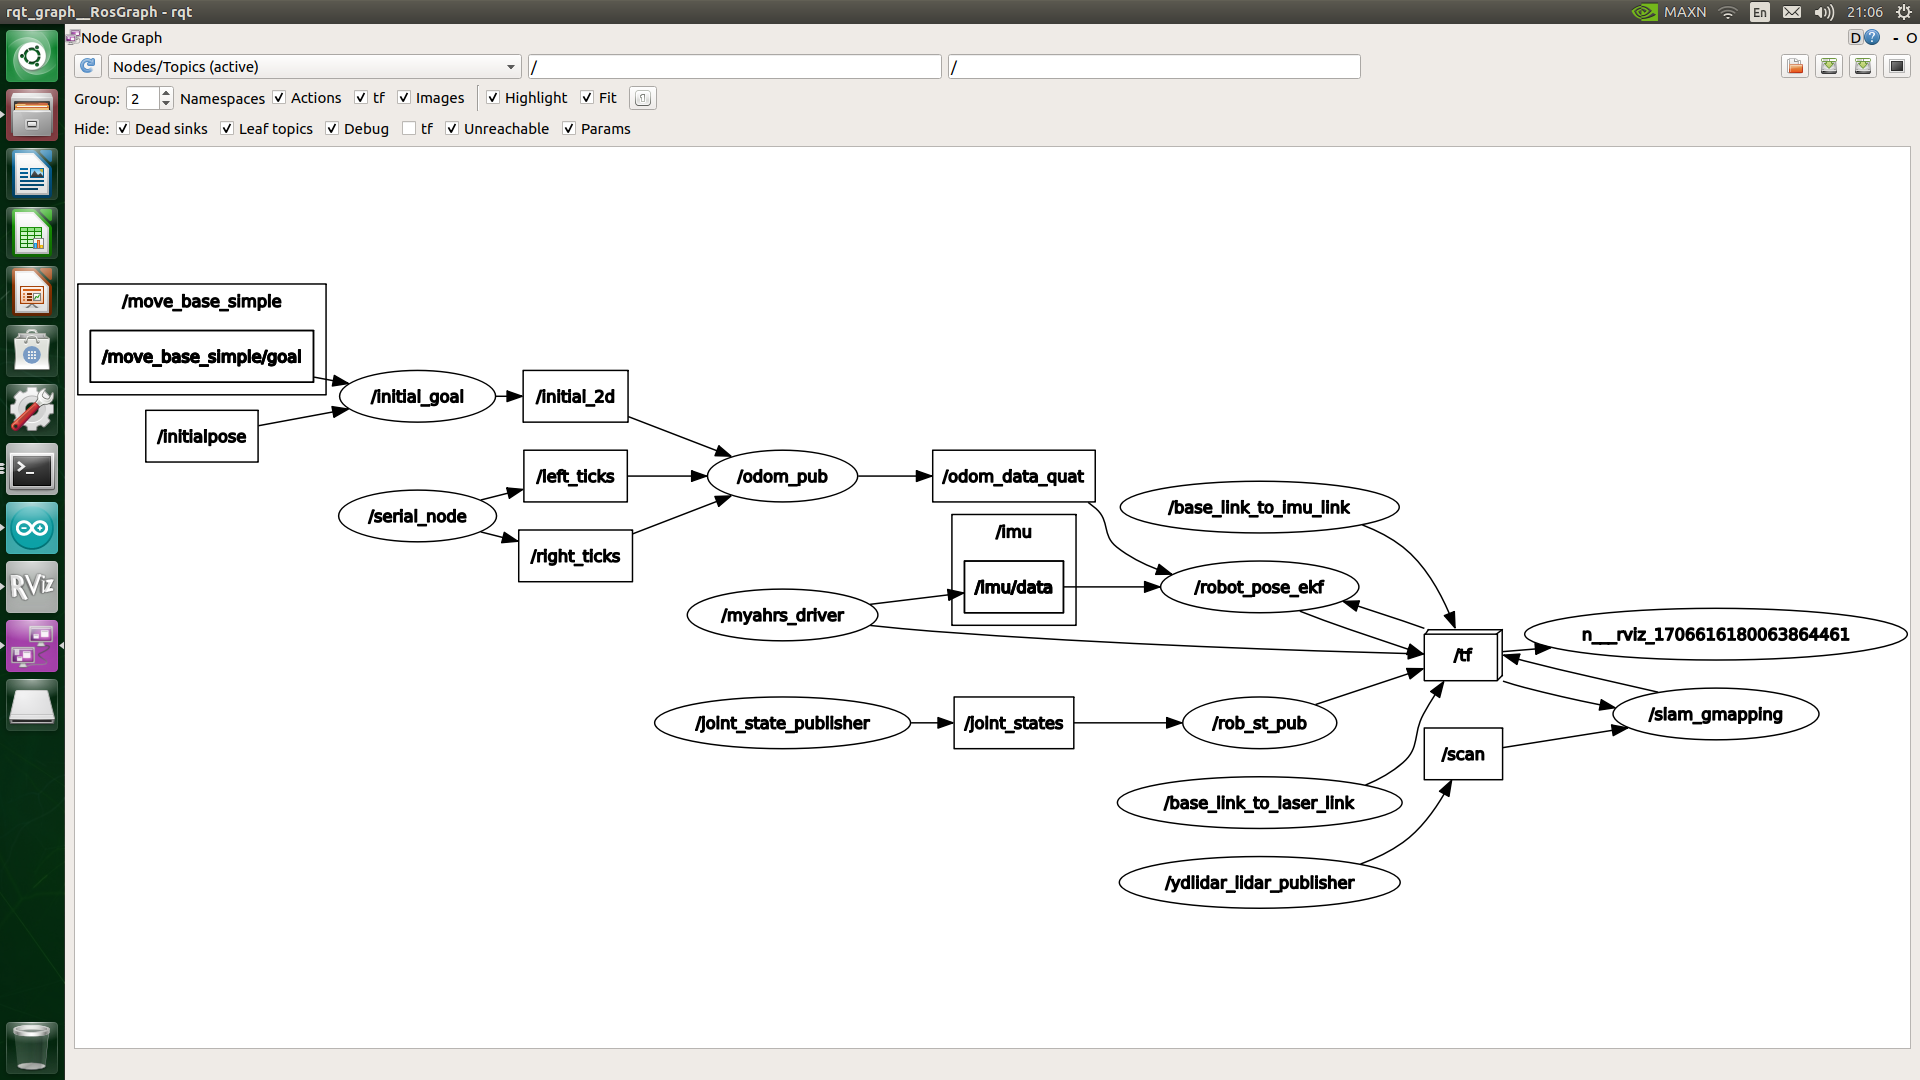 rqt_graph__RosGraph - rqt
MAXN
En
21:06
Node Graph
D
- O
Nodes/Topics (active)
/
/
Group:
2
Namespaces
Actions
tf
Images
Highlight
Fit
Hide:
Dead sinks
Leaf topics
Debug
tf
Unreachable
Params
/move_base_simple
/move_base_simple/goal
/initial_goal
/initial_2d
/initialpose
/left_ticks
/odom_pub
/odom_data_quat
/serial_node
/base_link_to_imu_link
/imu
/right_ticks
/imu/data
/robot_pose_ekf
/myahrs_driver
n___rviz_1706616180063864461
/tf
/joint_state_publisher
/joint_states
/rob_st_pub
/slam_gmapping
/scan
/base_link_to_laser_link
/ydlidar_lidar_publisher
RViz